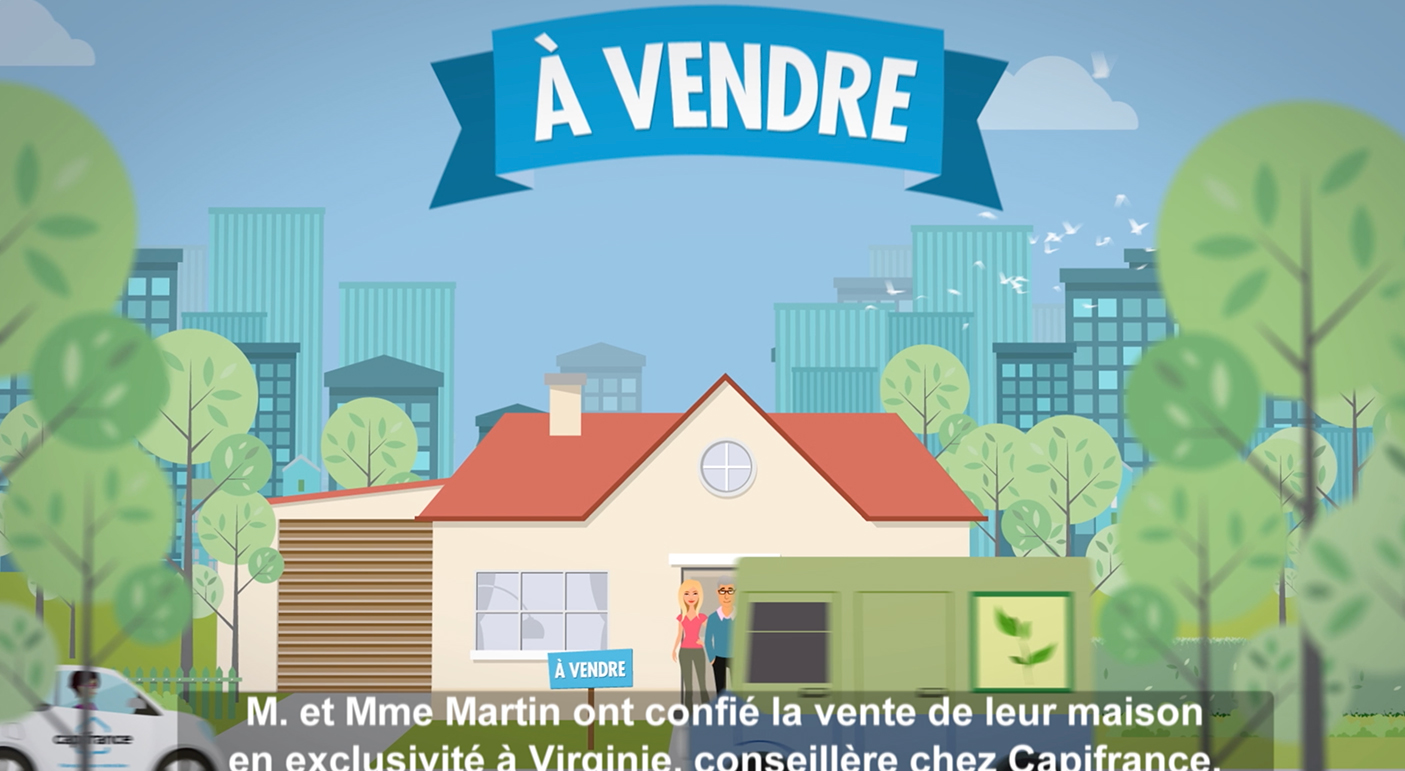 À VENDRE
À VENDRE
capifrance
M. et Mme Martin ont confié la vente de leur maison
en exclusivité à Virginie, conseillère chez Capifrance,